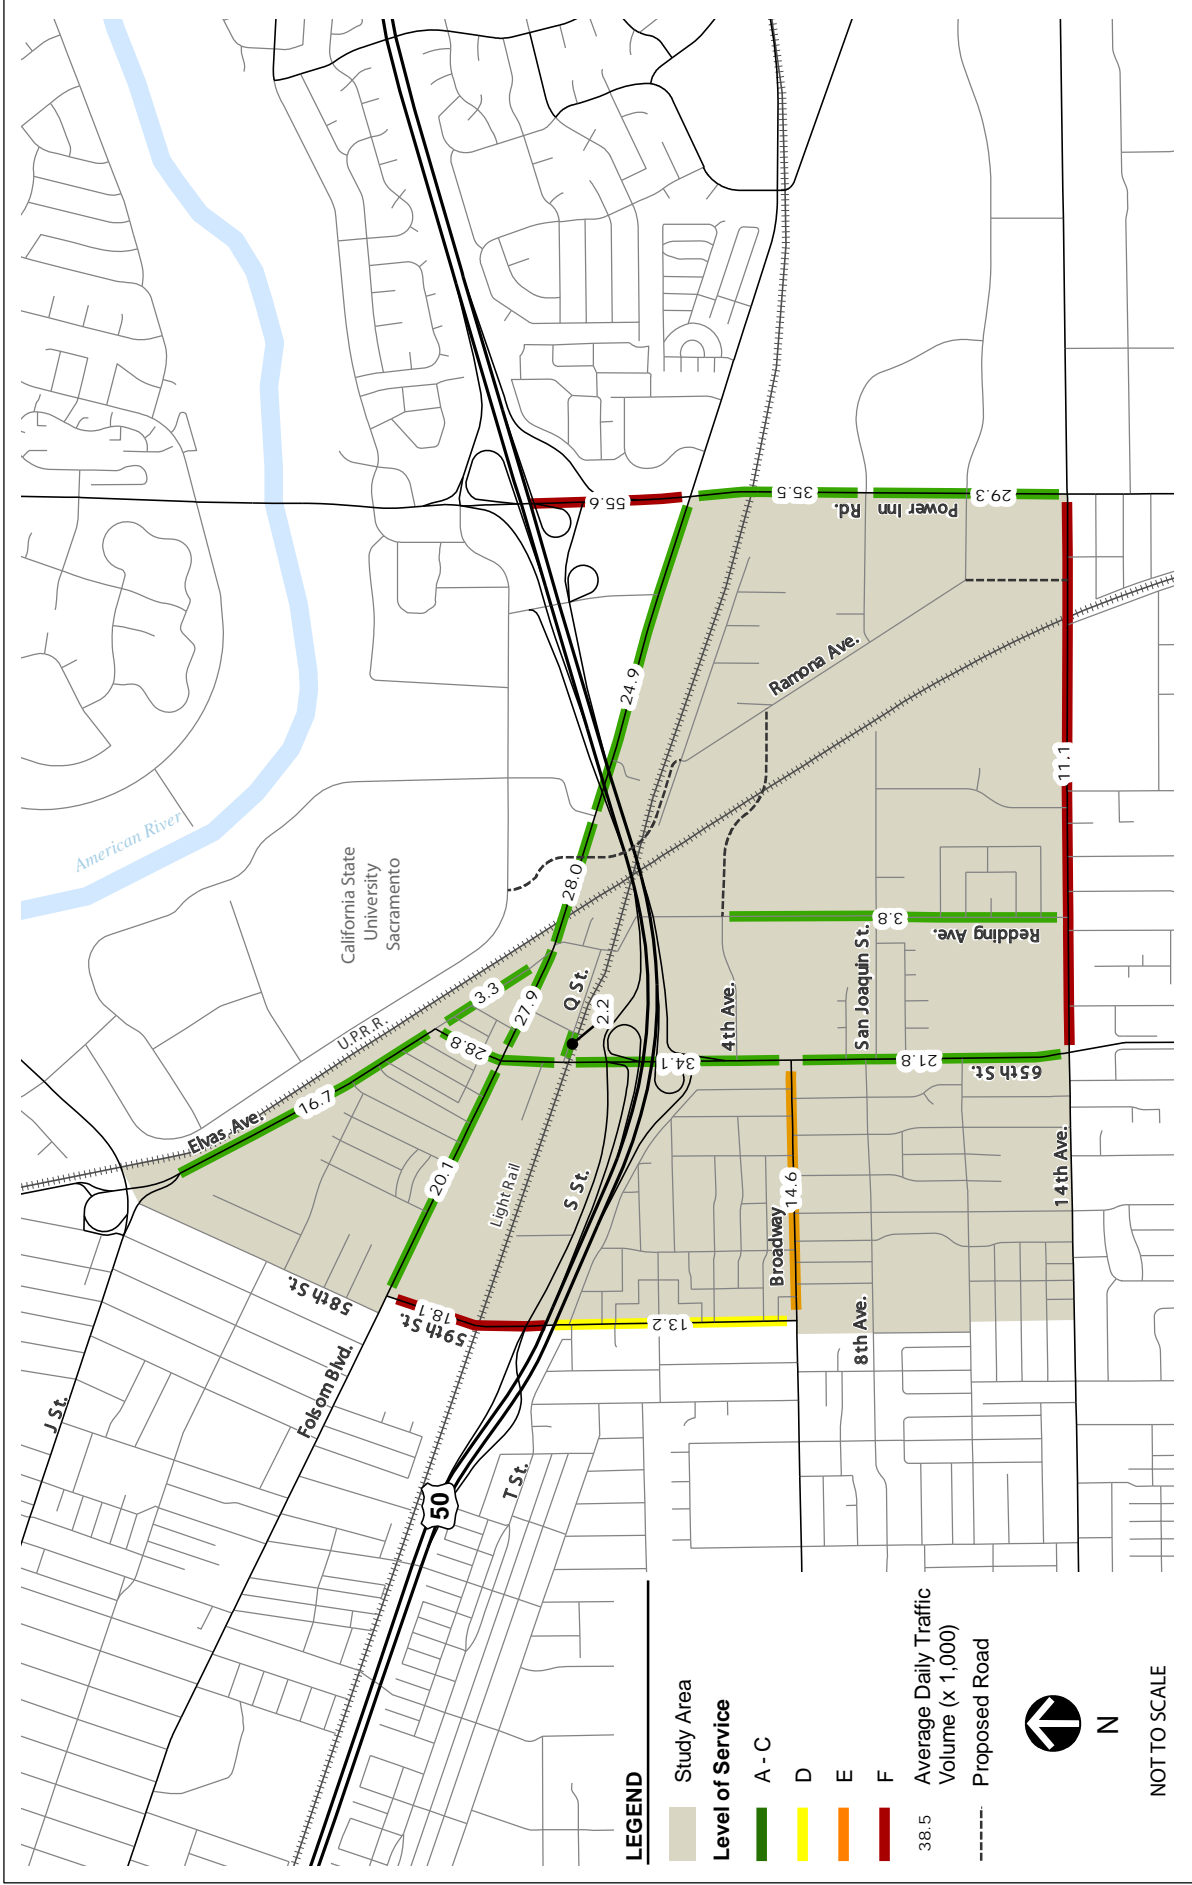 J St.
58th St.
Elvas Ave.
American River
California State
University
Sacramento
U.P.R.R.
16.7
28.8
3.3
27.9
28.0
24.9
55.6
Folsom Blvd.
59th St.
18.1
20.1
Light Rail
Q St.
2.2
50
T St.
S St.
34.1
35.5
Power Inn
Rd.
29.3
13.2
Broadway
14.6
4th Ave.
Ramona Ave.
8th Ave.
San Joaquin St.
3.8
Redding Ave.
21.8
65th St.
14th Ave.
11.1
LEGEND
Study Area
Level of Service
A - C
D
E
F
38.5
Average Daily Traffic
Volume (x 1,000)
Proposed Road
N
NOT TO SCALE